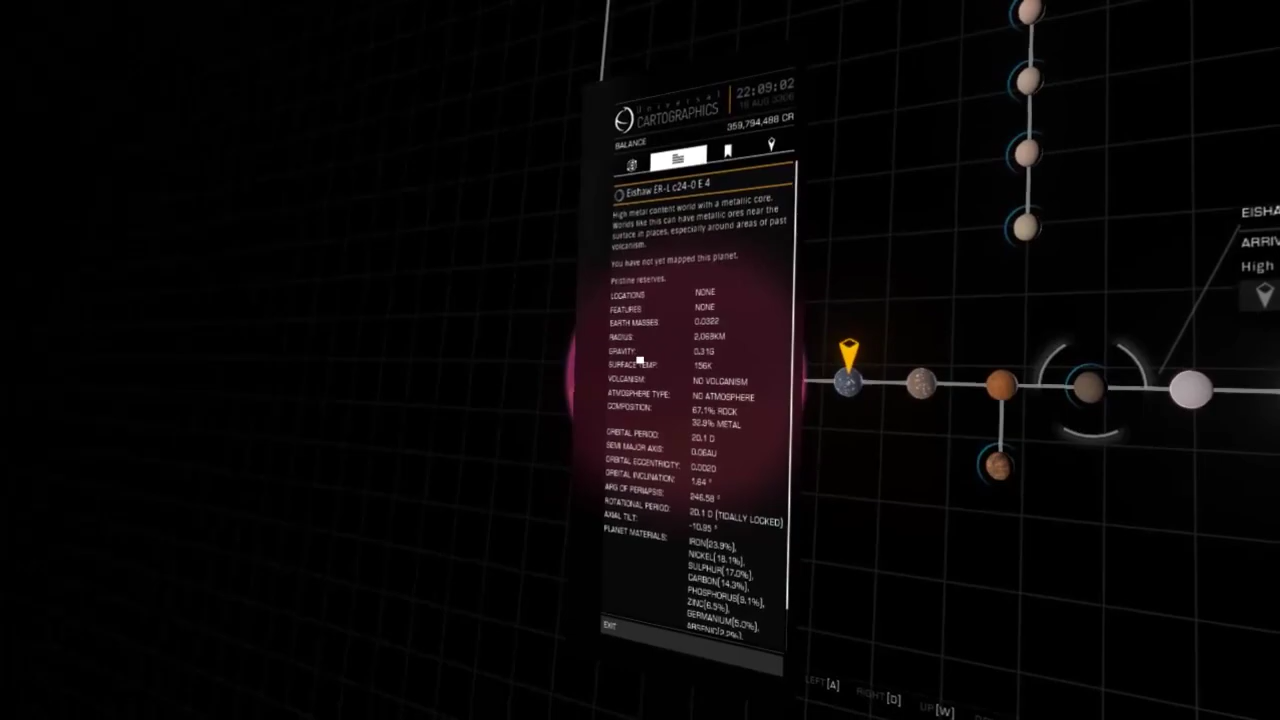 Universal
CARTOGRAPHICS
22:09:02
16 AUG 3306
BALANCE
359,794,488 CR
Eishaw ER-L c24-0 E 4
High metal content world with a metallic core.
Worlds like this can have metallic ores near the
surface in places, especially around areas of past
volcanism.
You have not yet mapped this planet.
Pristine reserves.
LOCATIONS NONE
FEATURES NONE
EARTH MASSES: 0.0322
RADIUS: 2,068KM
GRAVITY: 0.31G
SURFACE TEMP: 156K
VOLCANISM: NO VOLCANISM
ATMOSPHERE TYPE: NO ATMOSPHERE
COMPOSITION: 67.1% ROCK
32.9% METAL
ORBITAL PERIOD: 20.1 D
SEMI MAJOR AXIS: 0.06AU
ORBITAL ECCENTRICITY: 0.0020
ORBITAL INCLINATION: 1.64 °
ARG OF PERIAPSIS: 246.58 °
ROTATIONAL PERIOD: 20.1 D (TIDALLY LOCKED)
AXIAL TILT: -10.95 °
PLANET MATERIALS: IRON(23.9%),
NICKEL(18.1%),
SULPHUR(17.0%),
CARBON(14.3%),
PHOSPHORUS(9.1%),
ZINC(6.5%),
GERMANIUM(5.0%),
ARSENIC(2.2%),
EXIT
EISHA
ARRIV
High
LEFT [A] RIGHT [D] UP [W]